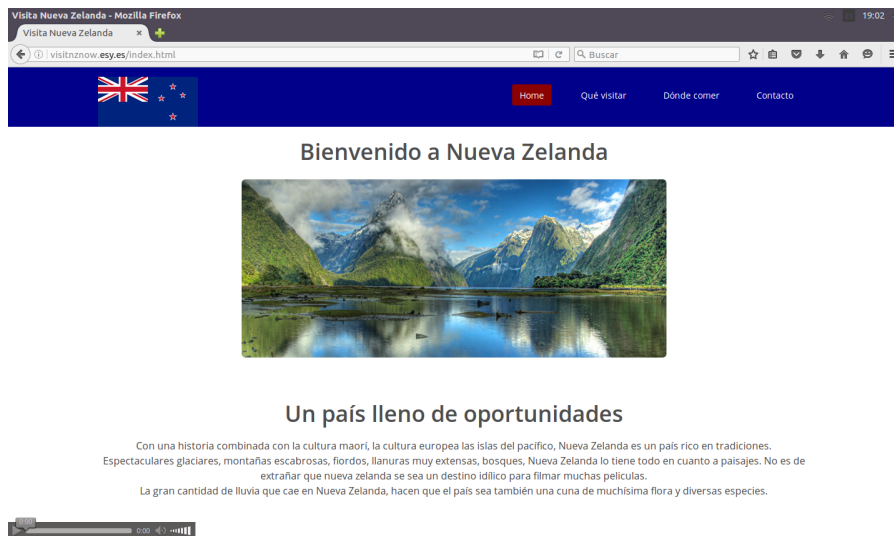 Visita Nueva Zelanda - Mozilla Firefox
19:02
Visita Nueva Zelanda
visitnznow.esy.es/index.html
Buscar
Home Qué visitar Dónde comer Contacto
Bienvenido a Nueva Zelanda
Un país lleno de oportunidades
Con una historia combinada con la cultura maorí, la cultura europea las islas del pacífico, Nueva Zelanda es un país rico en tradiciones.
Espectaculares glaciares, montañas escabrosas, fiordos, llanuras muy extensas, bosques, Nueva Zelanda lo tiene todo en cuanto a paisajes. No es de
extrañar que nueva zelanda se sea un destino idílico para filmar muchas peliculas.
La gran cantidad de lluvia que cae en Nueva Zelanda, hacen que el país sea también una cuna de muchísima flora y diversas especies.
0:00
0:00